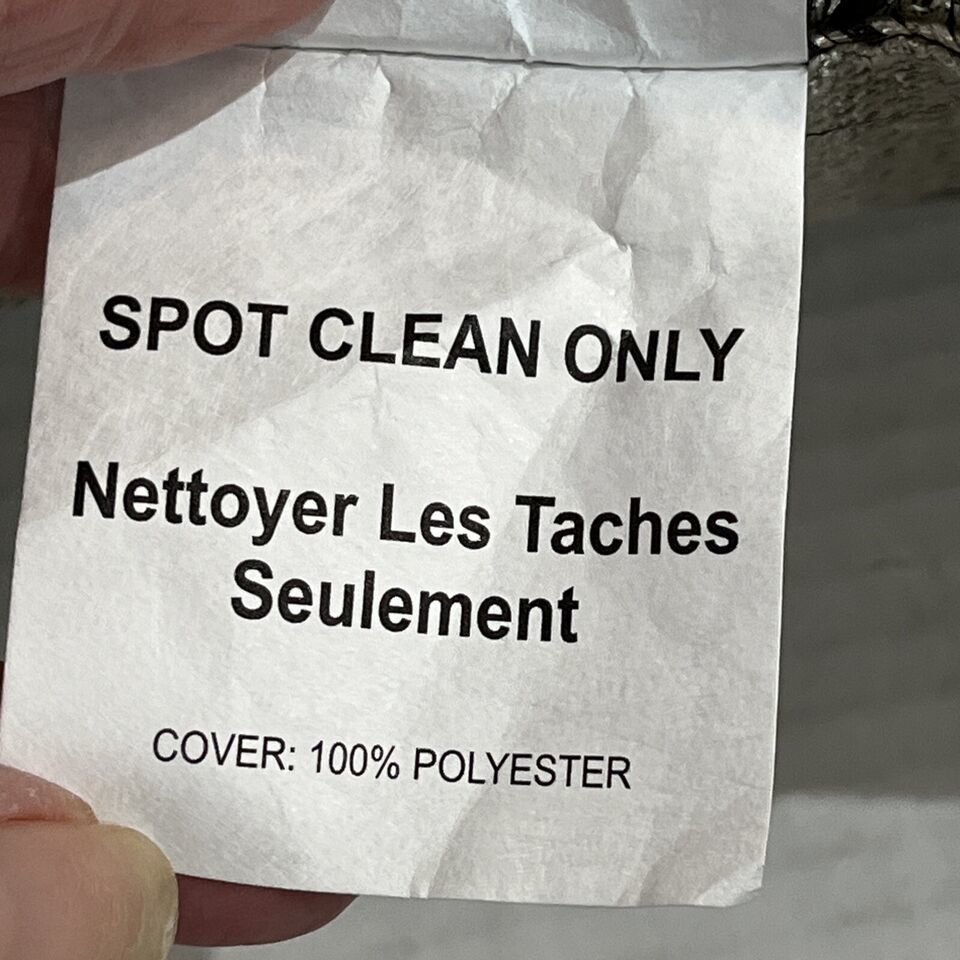 SPOT CLEAN ONLY
Nettoyer Les Taches
Seulement
COVER: 100% POLYESTER